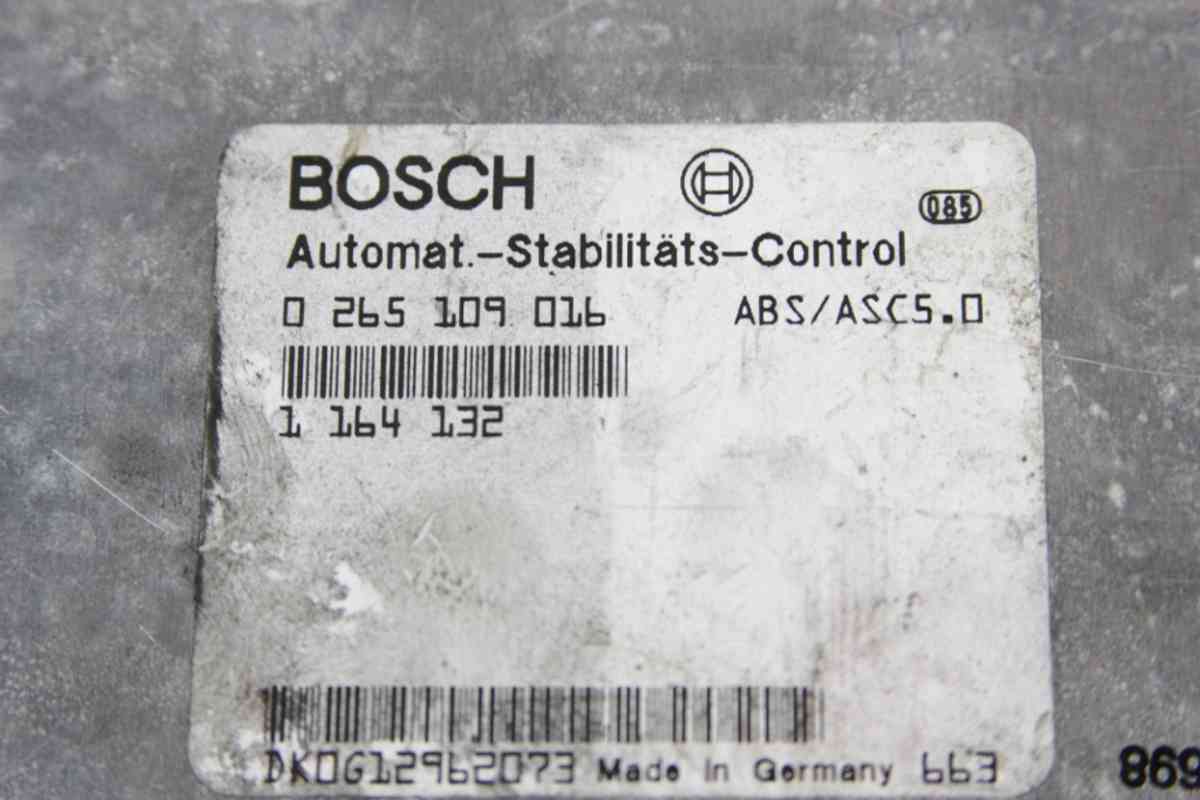 BOSCH
085
Automat.-Stabilitäts-Control
0 265 109 016 ABS/ASC5.0
1 164 132
DK0G12962073 Made in Germany 663
869